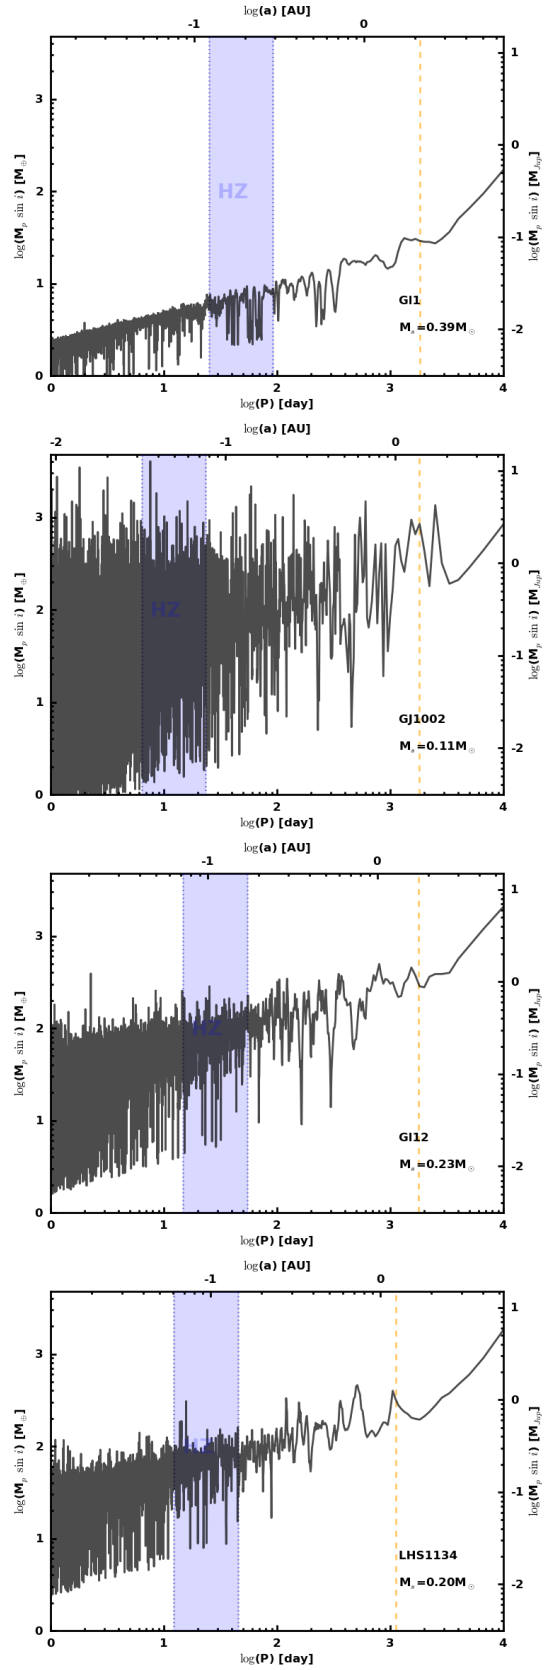 log(a) [AU]
-1 0
3 2 1 0
log(M_p sin i) [M_⊕]
HZ
Gl1
M_s=0.39M_⊙
1 0 -1 -2
log(M_p sin i) [M_Jup]
0 1 2 3 4
log(P) [day]
log(a) [AU]
-2 -1 0
3 2 1 0
log(M_p sin i) [M_⊕]
HZ
GJ1002
M_s=0.11M_⊙
1 0 -1 -2
log(M_p sin i) [M_Jup]
0 1 2 3 4
log(P) [day]
log(a) [AU]
-1 0
3 2 1 0
log(M_p sin i) [M_⊕]
HZ
Gl12
M_s=0.23M_⊙
1 0 -1 -2
log(M_p sin i) [M_Jup]
0 1 2 3 4
log(P) [day]
log(a) [AU]
-1 0
3 2 1 0
log(M_p sin i) [M_⊕]
HZ
LHS1134
M_s=0.20M_⊙
1 0 -1 -2
log(M_p sin i) [M_Jup]
0 1 2 3 4
log(P) [day]